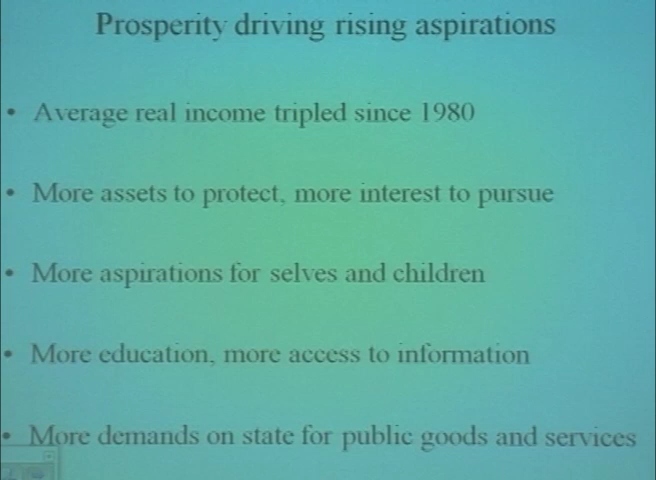 Prosperity driving rising aspirations
• Average real income tripled since 1980
• More assets to protect, more interest to pursue
• More aspirations for selves and children
• More education, more access to information
• More demands on state for public goods and services